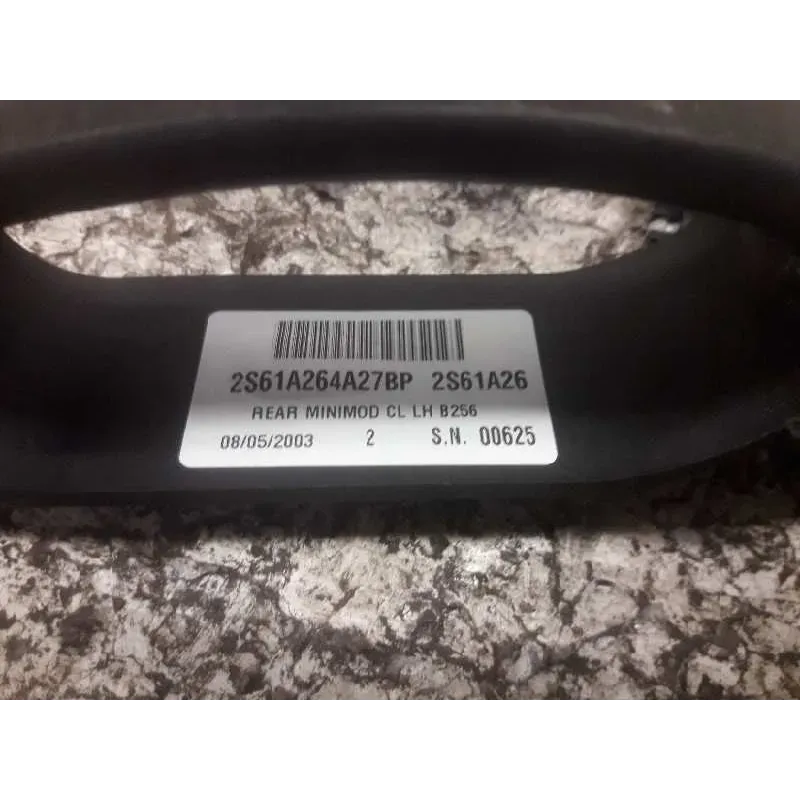 2S61A264A27BP 2S61A26
REAR MINIMOD CL LH B256
08/05/2003 2 S.N. 00625